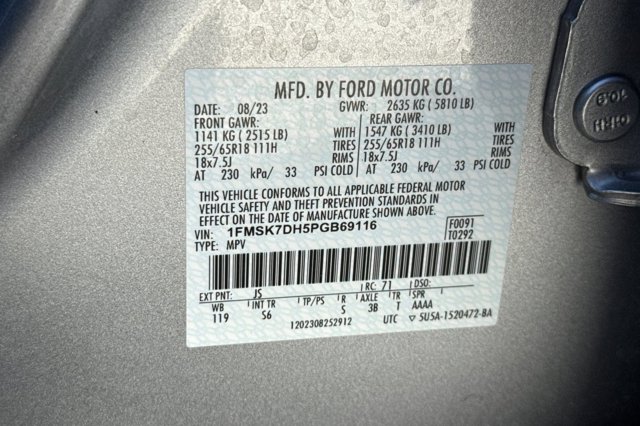 MFD. BY FORD MOTOR CO.
DATE: 08/23 GVWR: 2635 KG ( 5810 LB)
FRONT GAWR: REAR GAWR:
1141 KG ( 2515 LB) WITH 1547 KG ( 3410 LB) WITH
255/65R18 111H TIRES 255/65R18 111H TIRES
18x7.5J RIMS 18x7.5J RIMS
AT 230 kPa/ 33 PSI COLD AT 230 kPa/ 33 PSI COLD
THIS VEHICLE CONFORMS TO ALL APPLICABLE FEDERAL MOTOR
VEHICLE SAFETY AND THEFT PREVENTION STANDARDS IN
EFFECT ON THE DATE OF MANUFACTURE SHOWN ABOVE.
VIN: 1FMSK7DH5PGB69116 F0091
TYPE: MPV T0292
EXT PNT: JS RC: 71 DSO:
WB INT TR TP/PS R AXLE TR SPR
119 S6 S 3B T AAAA
1202308252912 UTC ▽ 5U5A-1520472-BA